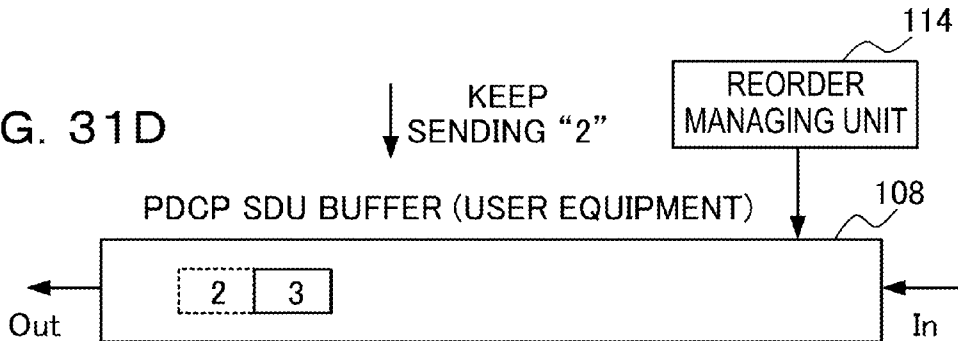 114
REORDER
MANAGING UNIT
G. 31D
KEEP
SENDING “2”
PDCP SDU BUFFER (USER EQUIPMENT)
108
2 3
Out
In